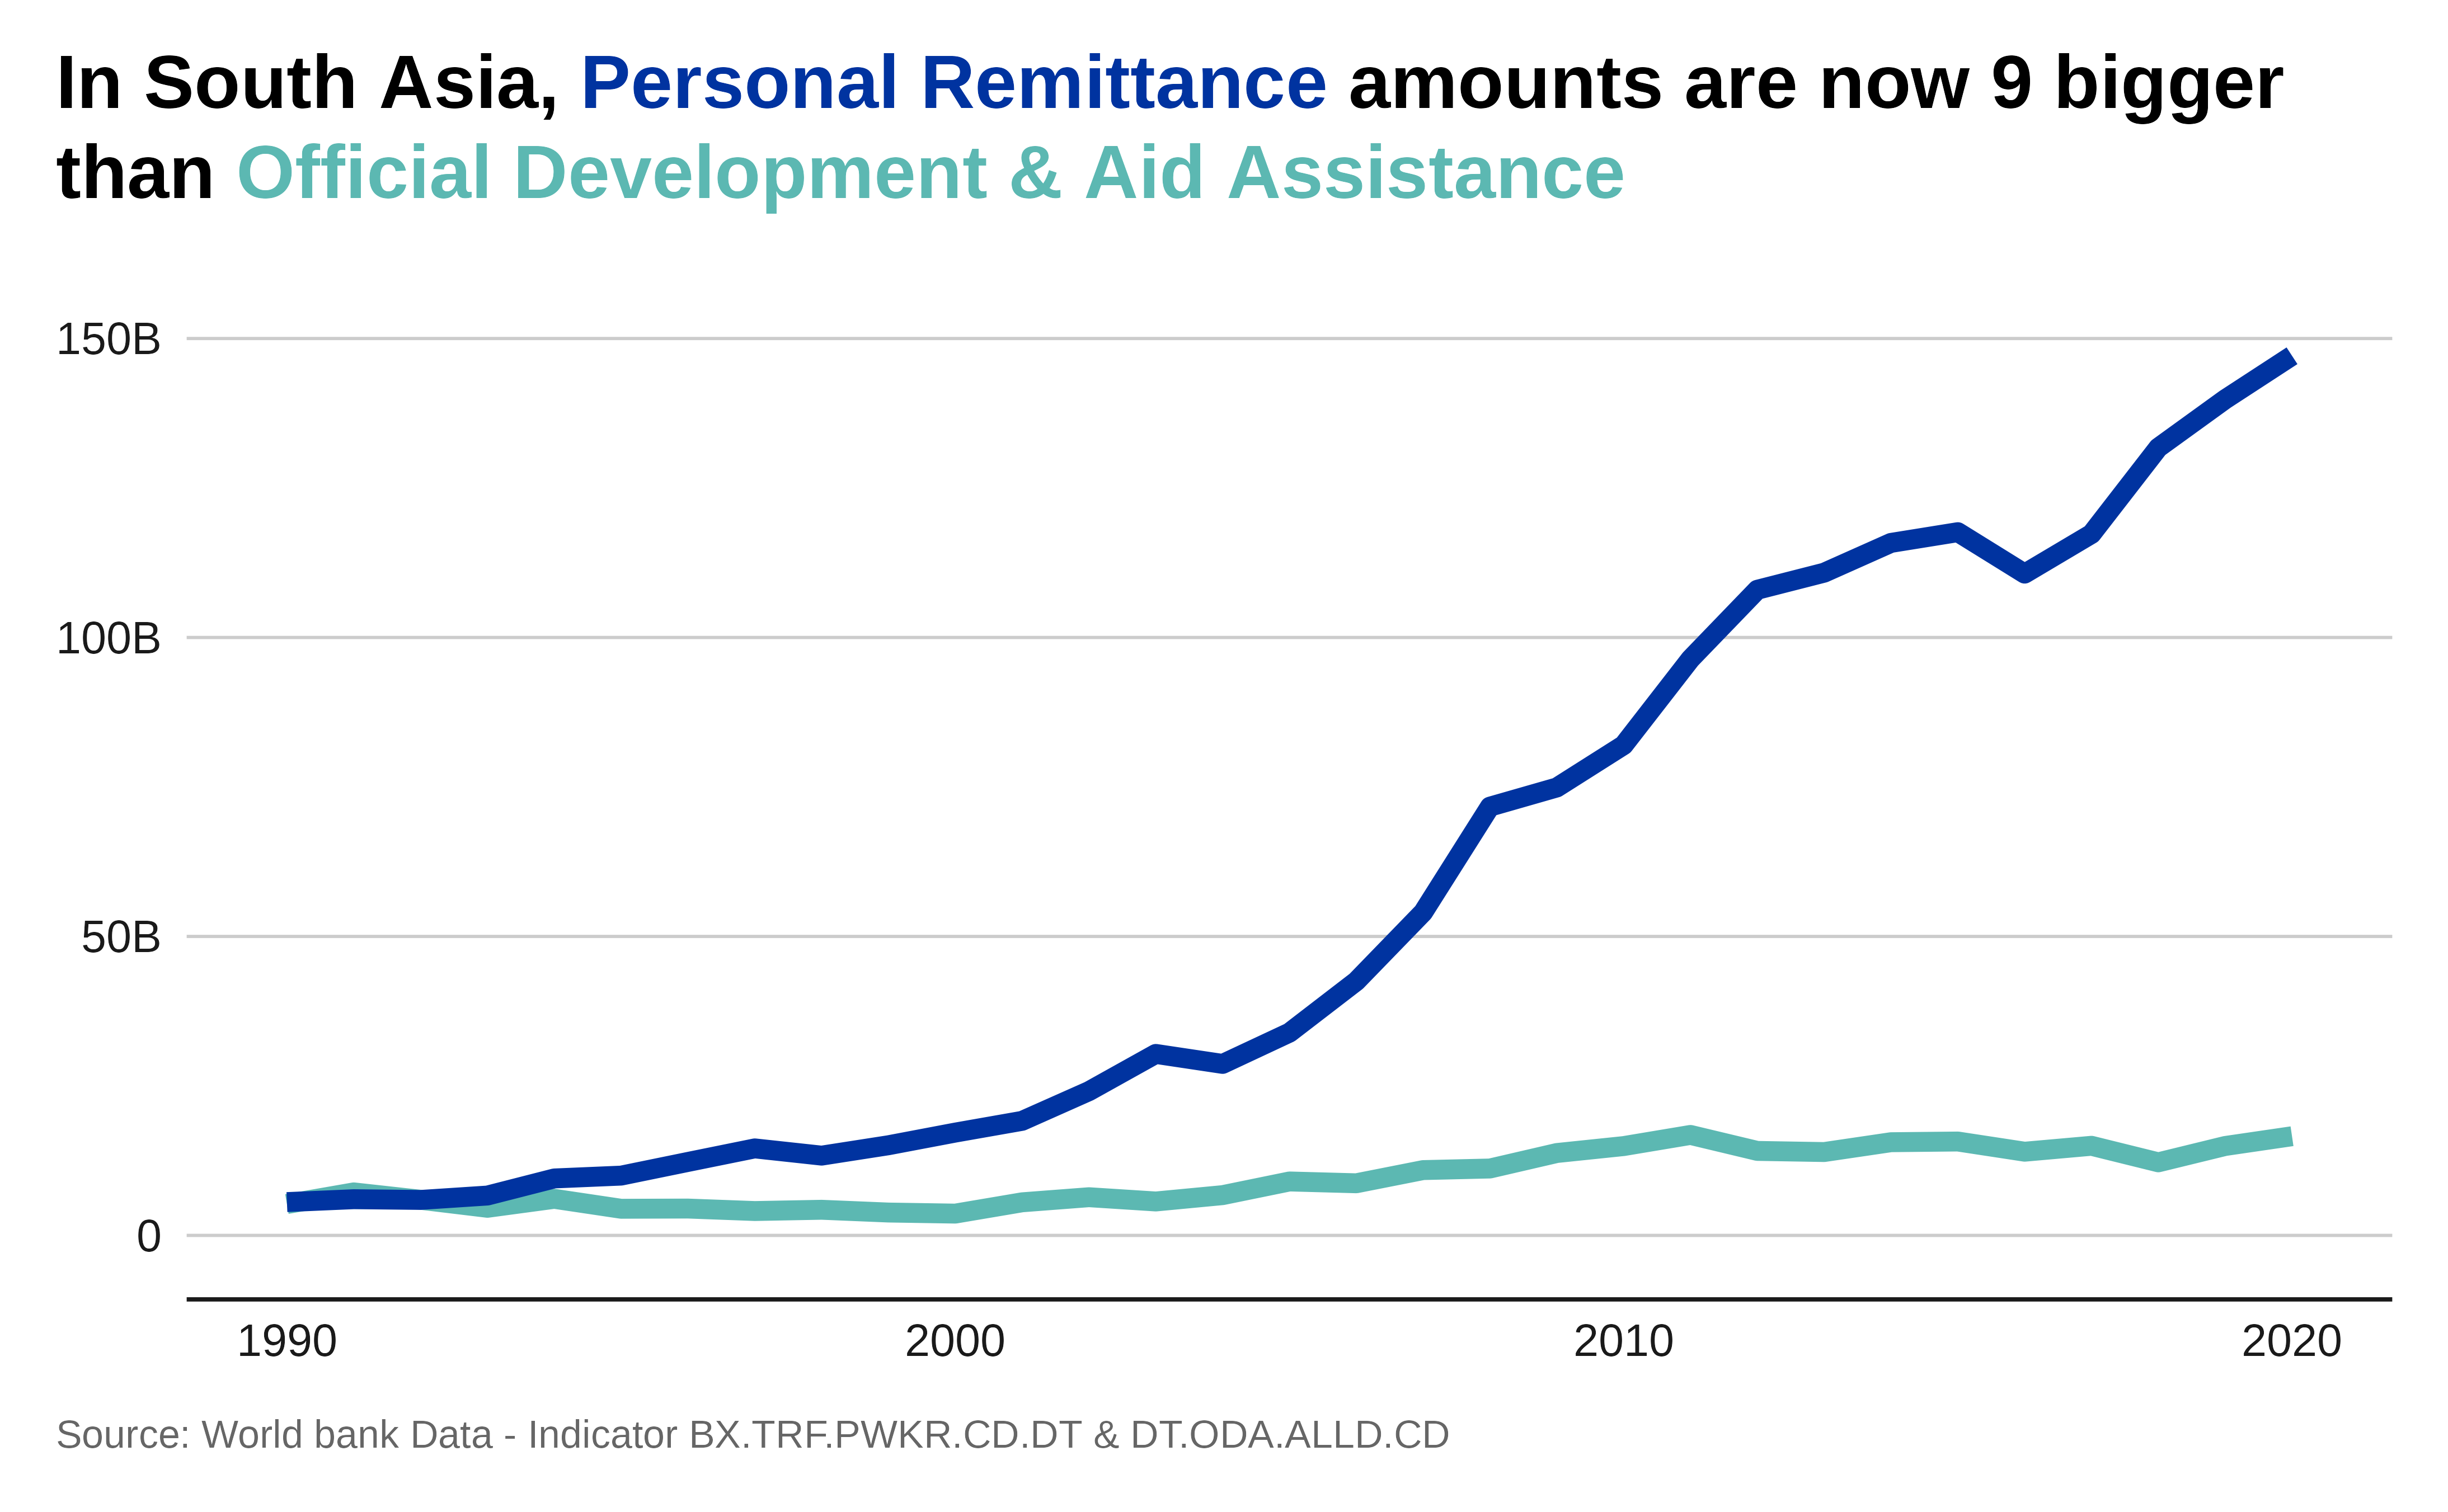 In South Asia, Personal Remittance amounts are now 9 bigger
than Official Development & Aid Assistance
150B
100B
50B
0
1990 2000 2010 2020
Source: World bank Data - Indicator BX.TRF.PWKR.CD.DT & DT.ODA.ALLD.CD